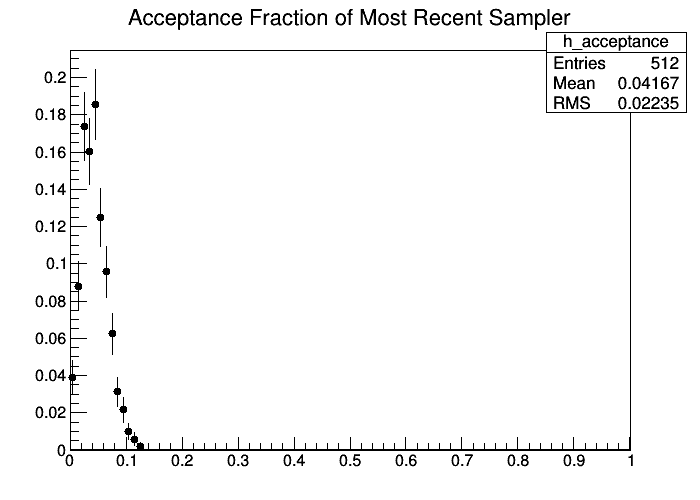 Acceptance Fraction of Most Recent Sampler
h_acceptance
Entries 512
Mean 0.04167
RMS 0.02235
0.2
0.18
0.16
0.14
0.12
0.1
0.08
0.06
0.04
0.02
0
0 0.1 0.2 0.3 0.4 0.5 0.6 0.7 0.8 0.9 1